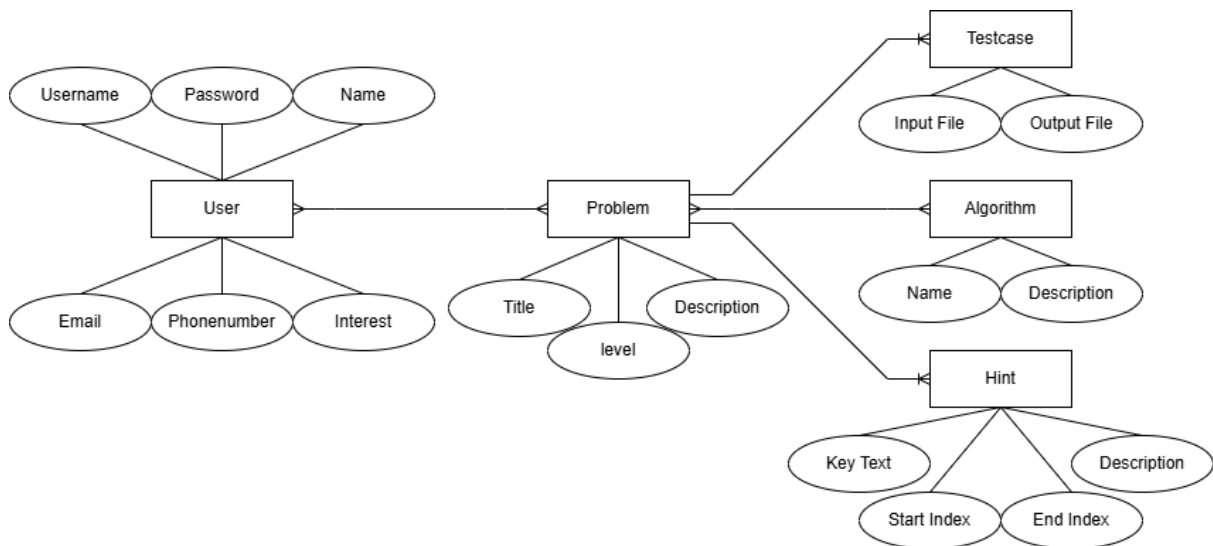 Testcase
Username
Password
Name
Input File
Output File
User
Problem
Algorithm
Email
Phonenumber
Interest
Title
level
Description
Name
Description
Hint
Key Text
Description
Start Index
End Index